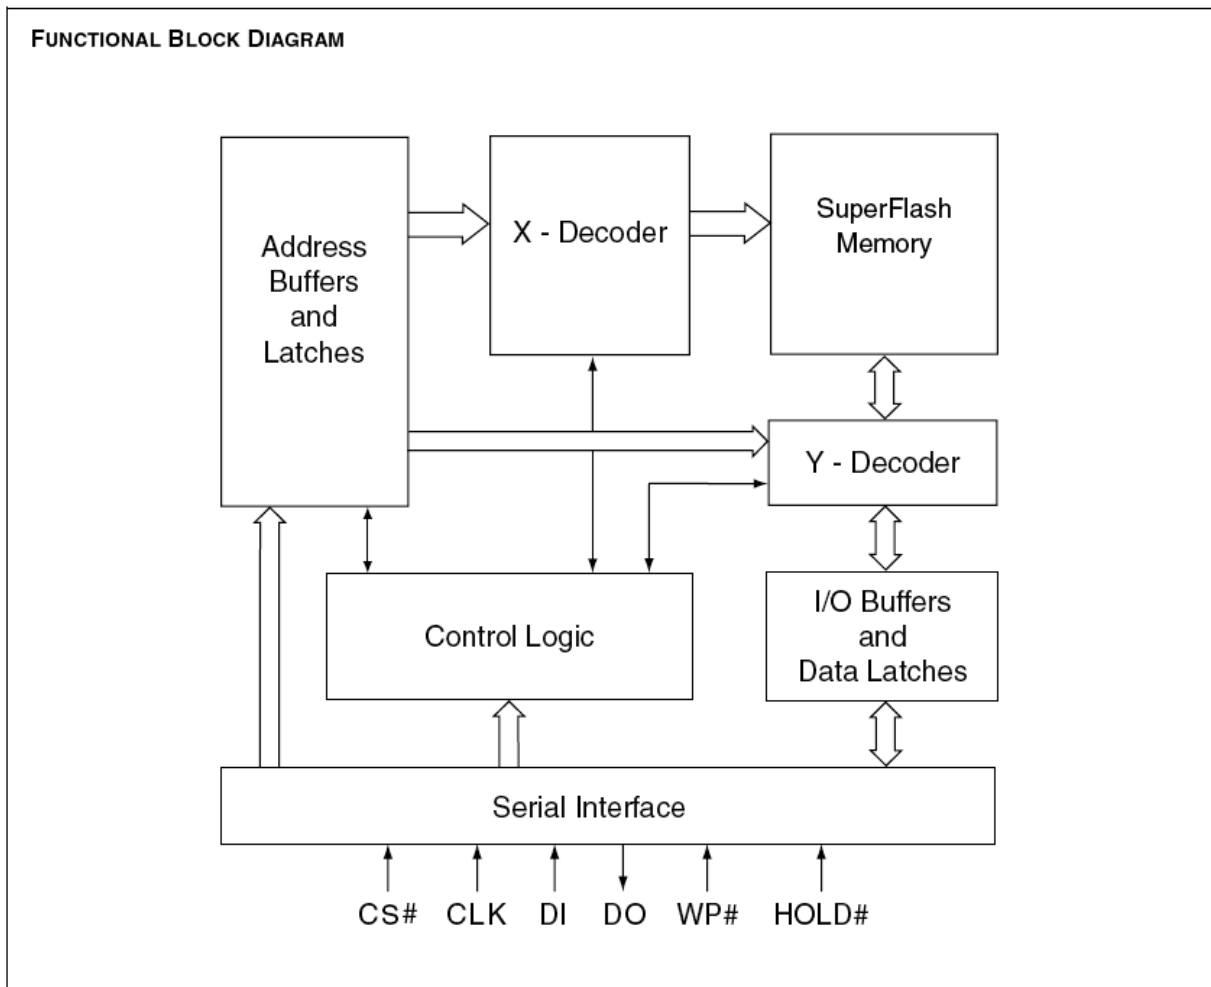 FUNCTIONAL BLOCK DIAGRAM
Address
Buffers
and
Latches
X - Decoder
SuperFlash
Memory
Y - Decoder
Control Logic
I/O Buffers
and
Data Latches
Serial Interface
CS# CLK DI DO WP# HOLD#